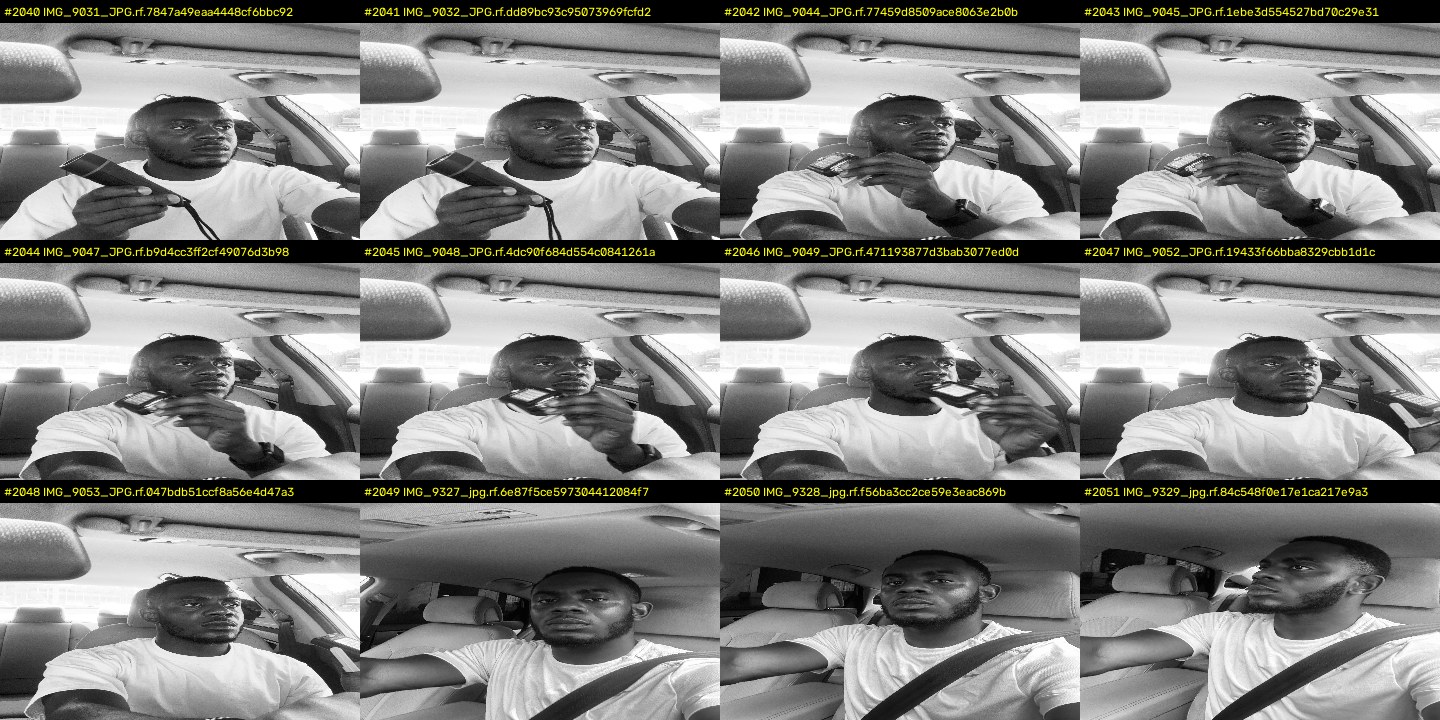 #2040 IMG_9031_JPG.rf.7847a49eaa4448cf6bbc92
#2041 IMG_9032_JPG.rf.dd89bc93c95073969fcfd2
#2042 IMG_9044_JPG.rf.77459d8509ace8063e2b0b
#2043 IMG_9045_JPG.rf.1ebe3d554527bd70c29e31
#2044 IMG_9047_JPG.rf.b9d4cc3ff2cf49076d3b98
#2045 IMG_9048_JPG.rf.4dc90f684d554c0841261a
#2046 IMG_9049_JPG.rf.471193877d3bab3077ed0d
#2047 IMG_9052_JPG.rf.19433f66bba8329cbb1d1c
#2048 IMG_9053_JPG.rf.047bdb51ccf8a56e4d47a3
#2049 IMG_9327_jpg.rf.6e87f5ce597304412084f7
#2050 IMG_9328_jpg.rf.f56ba3cc2ce59e3eac869b
#2051 IMG_9329_jpg.rf.84c548f0e17e1ca217e9a3